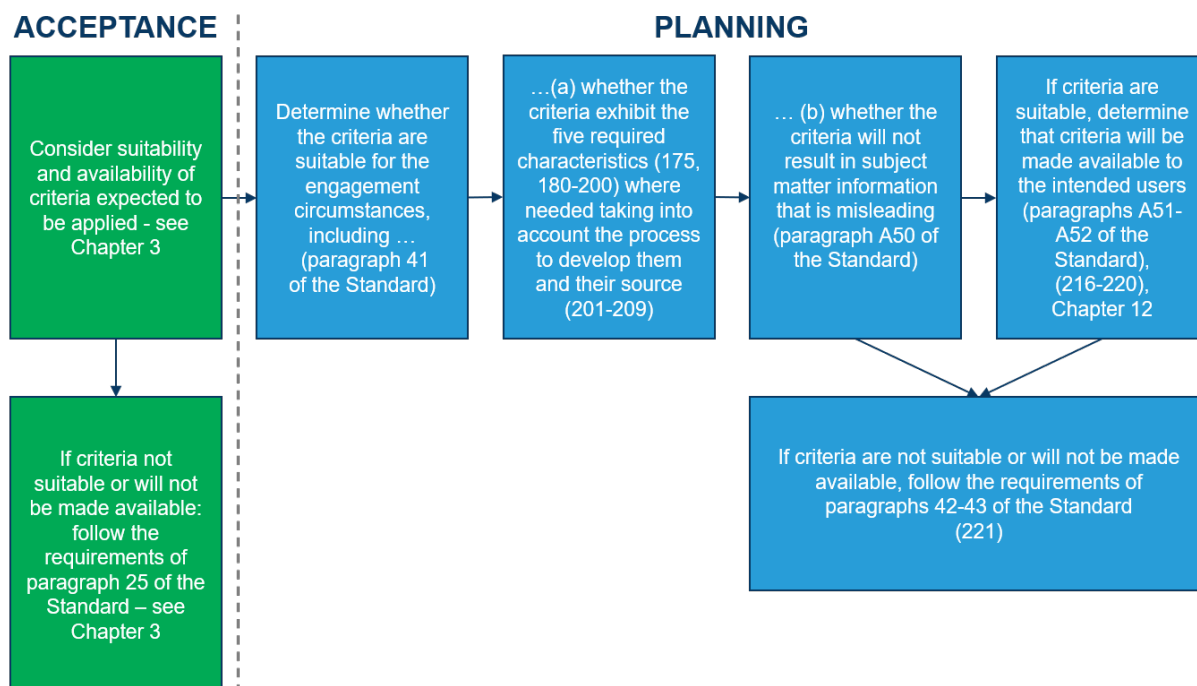 ACCEPTANCE
PLANNING
Consider suitability
and availability of
criteria expected to
be applied - see
Chapter 3
Determine whether
the criteria are
suitable for the
engagement
circumstances,
including …
(paragraph 41
of the Standard)
…(a) whether the
criteria exhibit the
five required
characteristics (175,
180-200) where
needed taking into
account the process
to develop them
and their source
(201-209)
… (b) whether the
criteria will not
result in subject
matter information
that is misleading
(paragraph A50 of
the Standard)
If criteria are
suitable, determine
that criteria will be
made available to
the intended users
(paragraphs A51-
A52 of the
Standard),
(216-220),
Chapter 12
If criteria not
suitable or will not
be made available:
follow the
requirements of
paragraph 25 of the
Standard – see
Chapter 3
If criteria are not suitable or will not be made
available, follow the requirements of
paragraphs 42-43 of the Standard
(221)